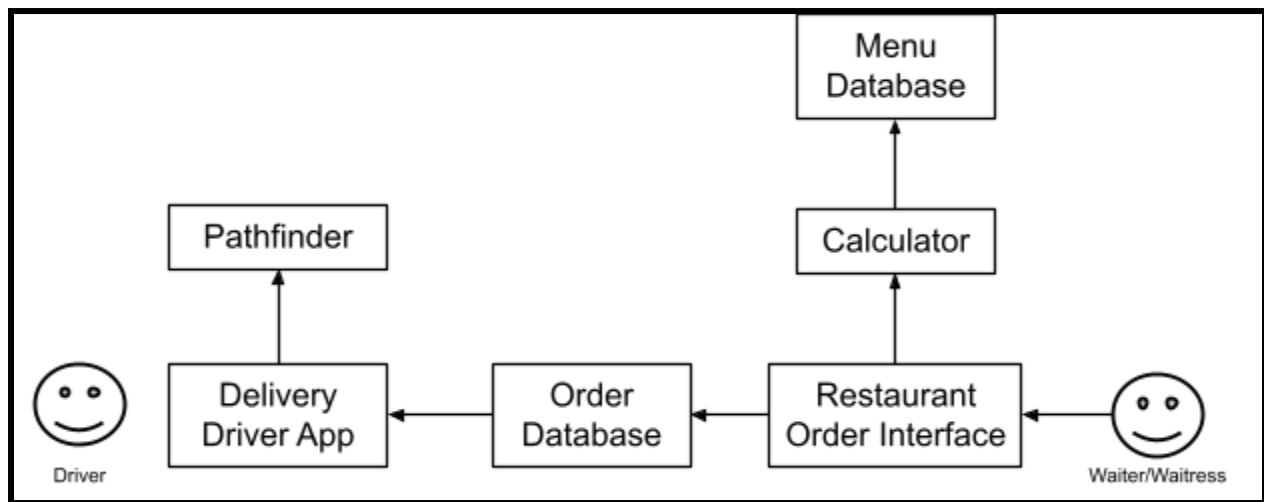 Menu
Database
Pathfinder
Calculator
Delivery
Driver App
Order
Database
Restaurant
Order Interface
Driver
Waiter/Waitress